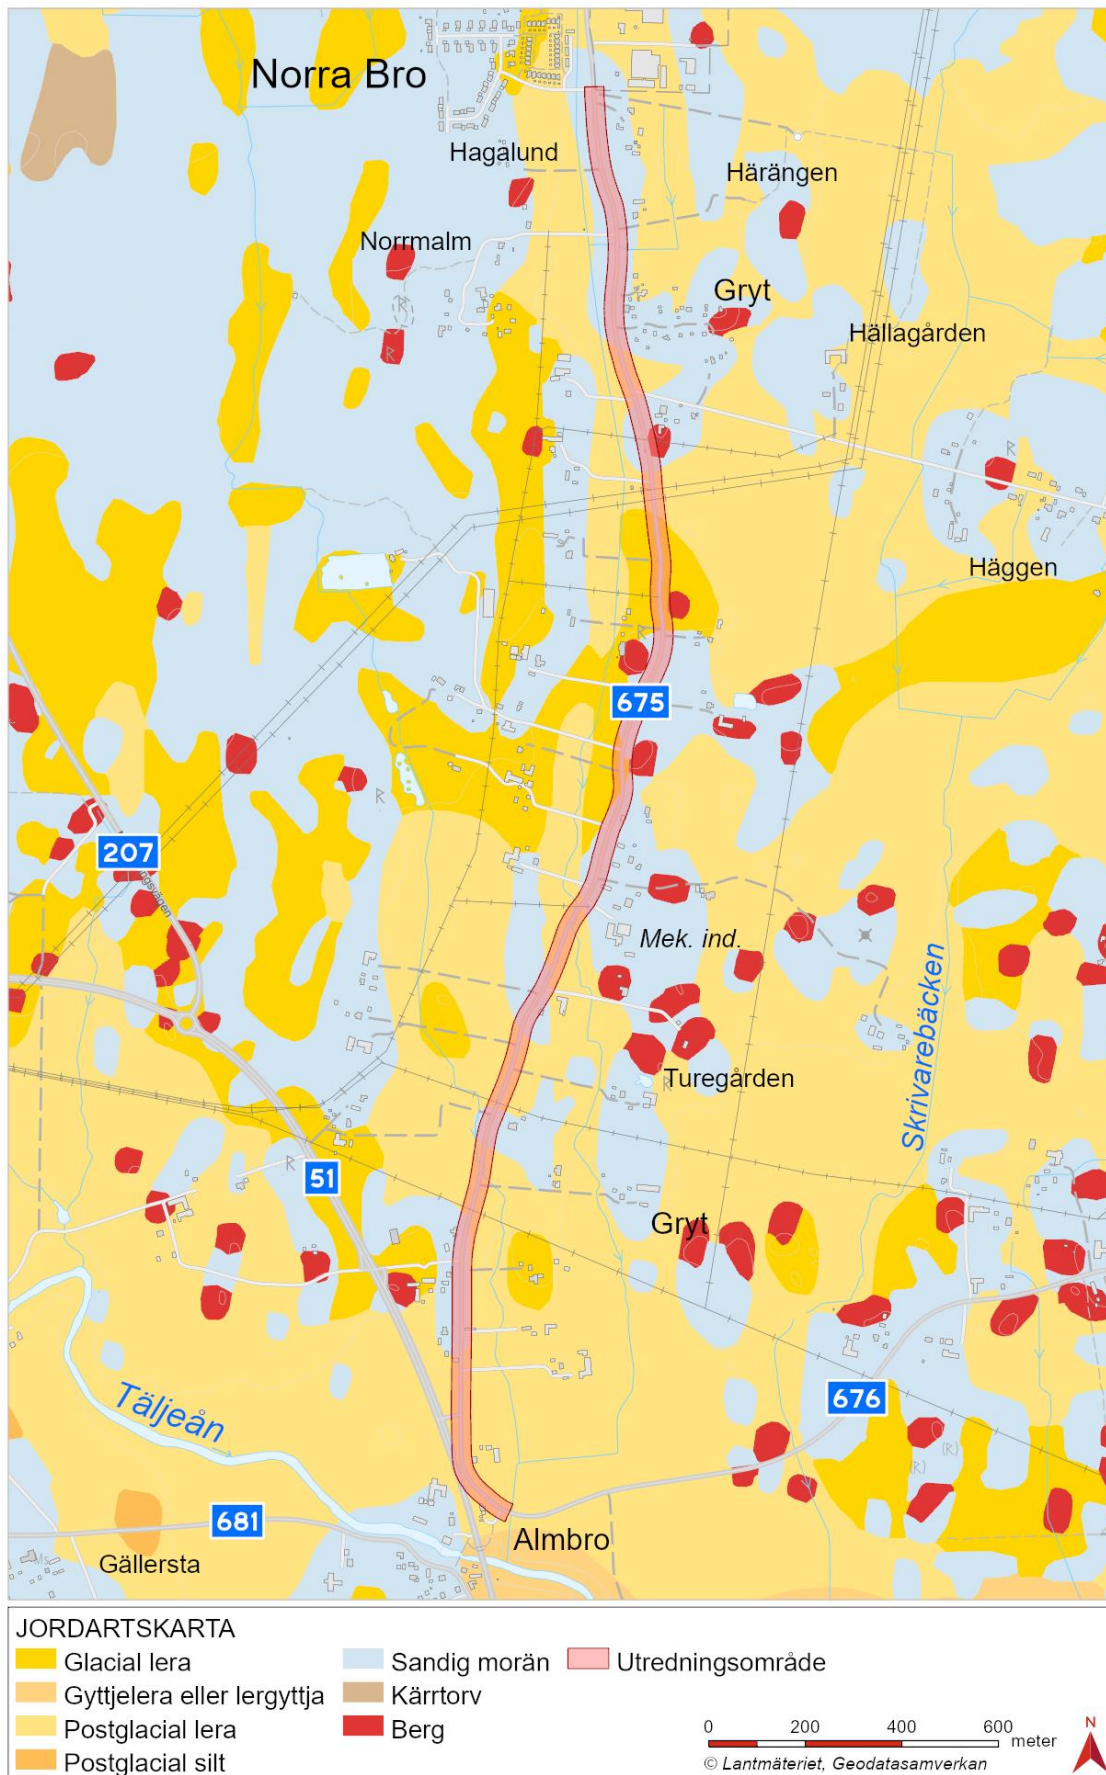 Norra Bro
Hagalund
Härängen
Norrmalm
R
Gryt
Hällagården
R
R
Häggen
R
675
R
207
ngsvägen
Mek. ind.
Skrivarebäcken
Turegården
R
R
51
Gryt
Täljeån
676
(R)
(R)
681
Almbro
Gällersta
JORDARTSKARTA
Glacial lera
Gyttjelera eller lergyttja
Postglacial lera
Postglacial silt
Sandig morän
Kärrtorv
Berg
Utredningsområde
0 200 400 600 meter
© Lantmäteriet, Geodatasamverkan
N